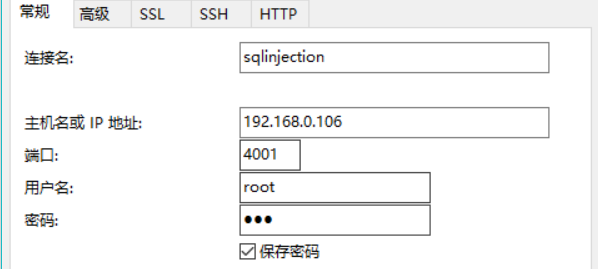 常规 高级 SSL SSH HTTP
连接名: sqlinjection
主机名或 IP 地址: 192.168.0.106
端口: 4001
用户名: root
密码: ●●●
保存密码